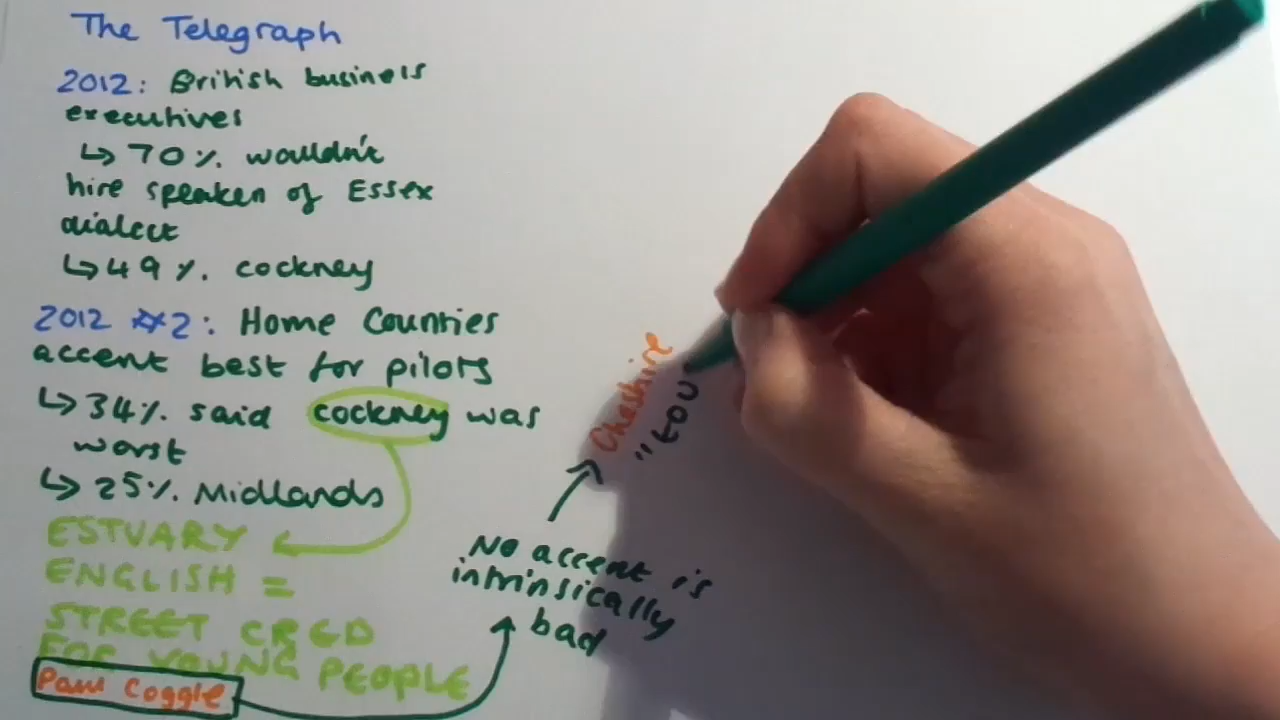 The Telegraph
2012: British business
executives
↳ 70%. wouldn't
hire speakers of Essex
dialect
↳ 49%. cockney
2012 #2: Home Counties
accent best for pilots
↳ 34%. said cockney was
worst
↳ 25%. Midlands
ESTUARY
ENGLISH =
STREET CRED
FOR YOUNG PEOPLE
Paul Coggle
No accent is
intrinsically
bad
Cheshire
"tou